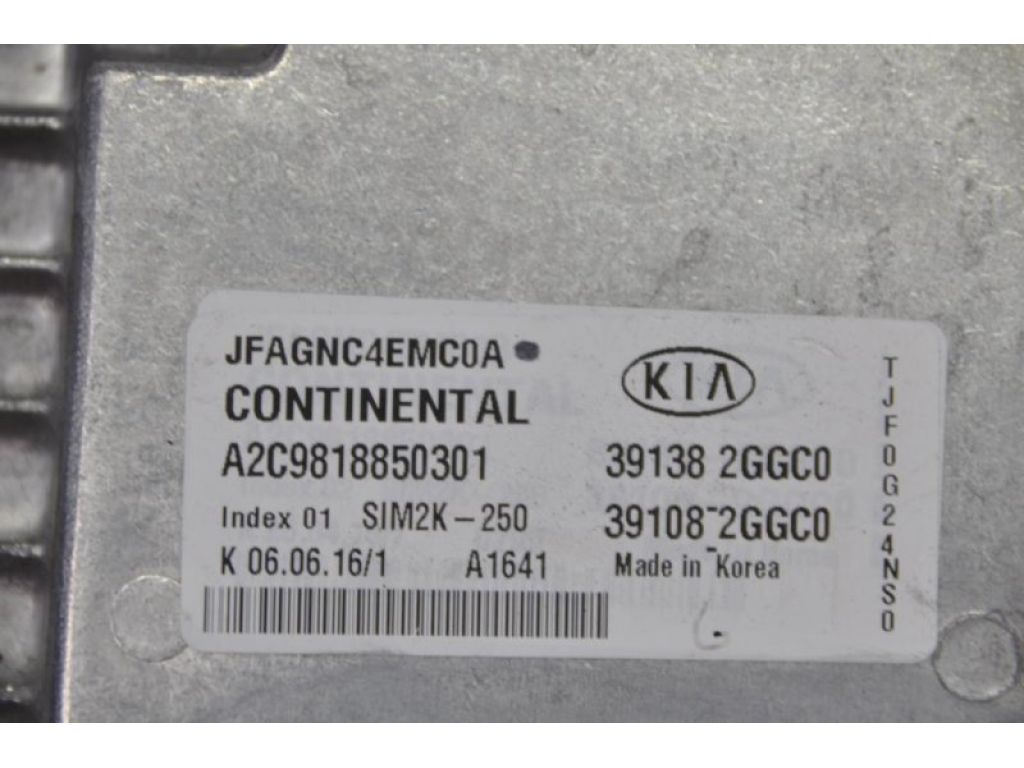 JFAGNC4EMC0A
CONTINENTAL
A2C9818850301
Index 01 SIM2K-250
K 06.06.16/1 A1641
KIA
39138 2GGC0
39108-2GGC0
Made in Korea
TJF0G24NS0